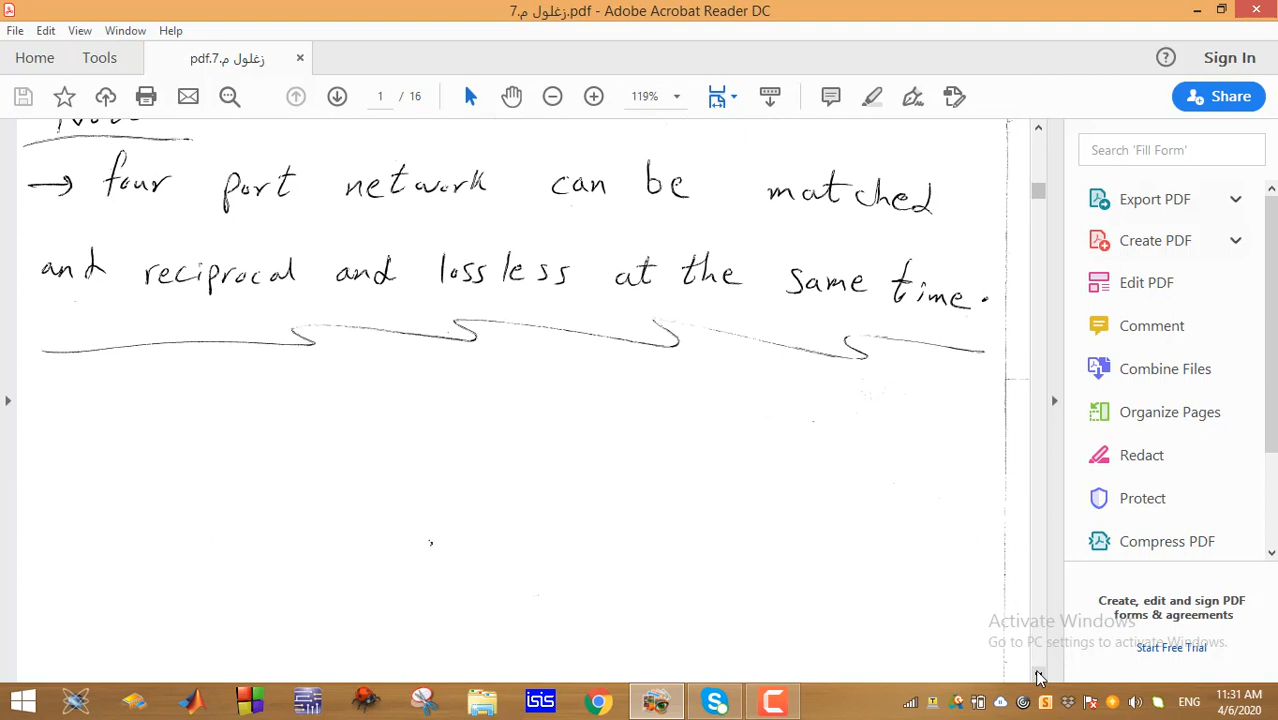 زغلول م.7.pdf - Adobe Acrobat Reader DC
File Edit View Window Help
Home Tools زغلول م.7.pdf × ? Sign In
1 / 16 119% Share
Note
→ four port network can be matched
and reciprocal and lossless at the same time.
Search 'Fill Form'
Export PDF
Create PDF
Edit PDF
Comment
Combine Files
Organize Pages
Redact
Protect
Compress PDF
Create, edit and sign PDF
forms & agreements
Start Free Trial
Activate Windows
Go to PC settings to activate Windows.
isis
ENG
11:31 AM
4/6/2020